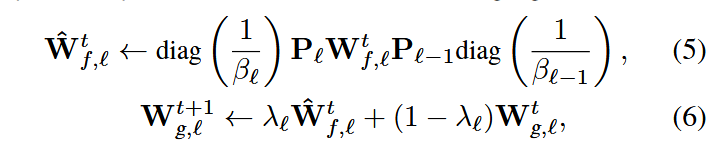 Ŵ^t_{f,ℓ} ← diag (1/β_ℓ) P_ℓ W^t_{f,ℓ} P_{ℓ−1} diag (1/β_{ℓ−1}) , (5)
W^{t+1}_{g,ℓ} ← λ_ℓ Ŵ^t_{f,ℓ} + (1 − λ_ℓ) W^t_{g,ℓ}, (6)